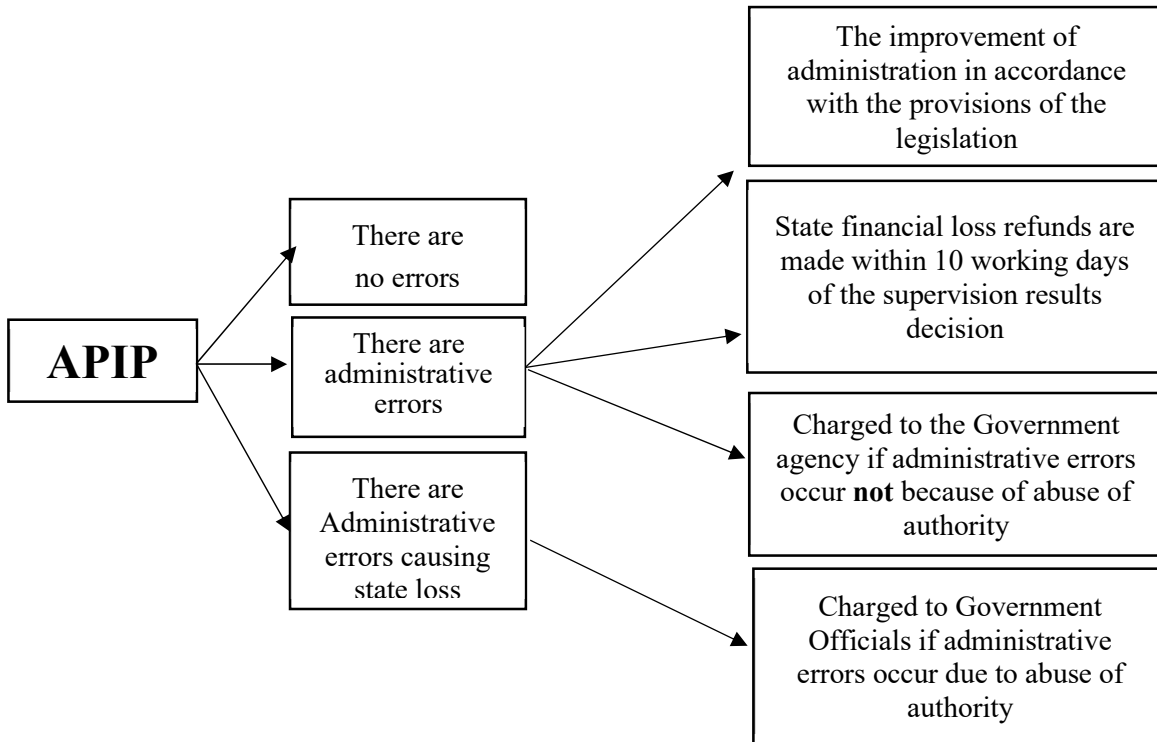 APIP
There are
no errors
There are
administrative
errors
There are
Administrative
errors causing
state loss
The improvement of
administration in accordance
with the provisions of the
legislation
State financial loss refunds are
made within 10 working days
of the supervision results
decision
Charged to the Government
agency if administrative errors
occur not because of abuse of
authority
Charged to Government
Officials if administrative
errors occur due to abuse of
authority